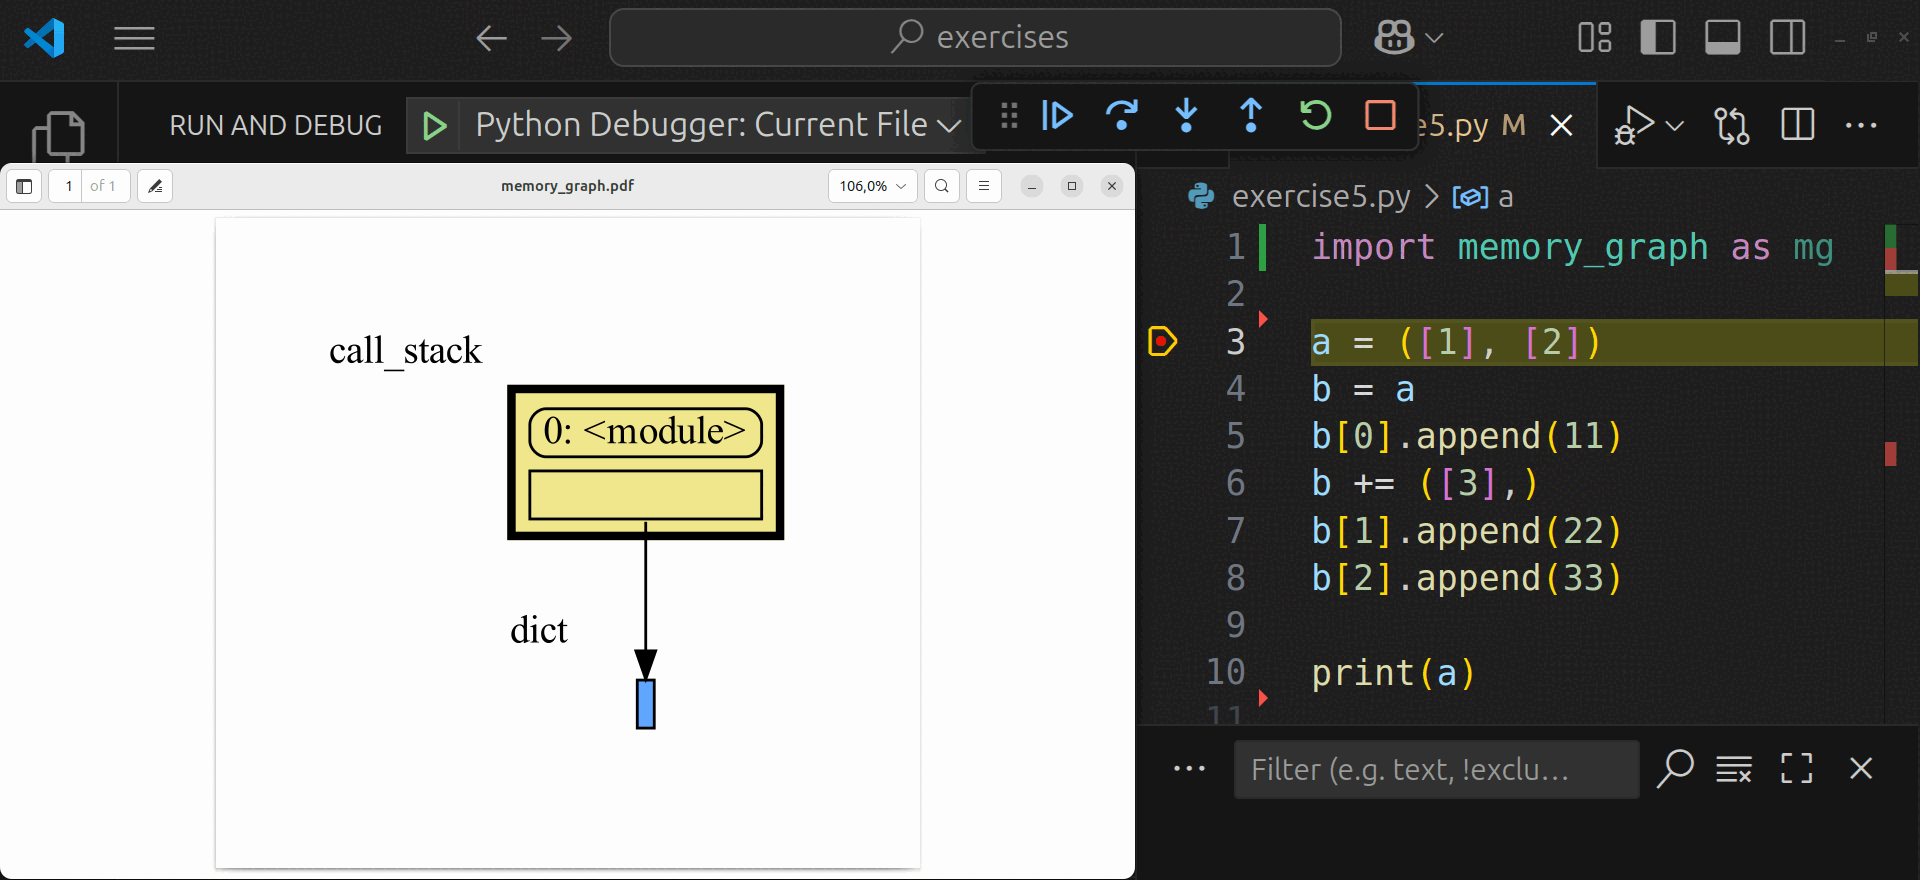 exercises
RUN AND DEBUG
Python Debugger: Current File
e5.py M
1 of 1
memory_graph.pdf
106,0%
call_stack
0: <module>
dict
exercise5.py > a
1 import memory_graph as mg
2
3 a = ([1], [2])
4 b = a
5 b[0].append(11)
6 b += ([3],)
7 b[1].append(22)
8 b[2].append(33)
9
10 print(a)
11
Filter (e.g. text, !exclu...